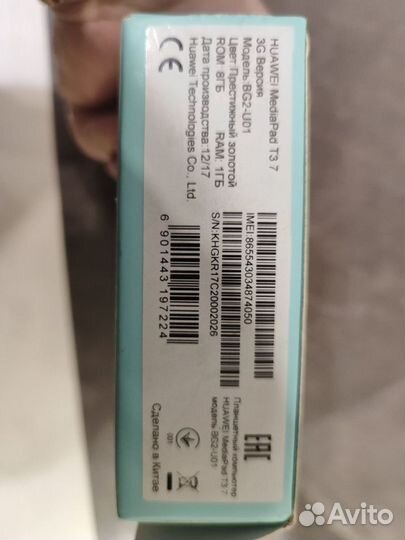 HUAWEI MediaPad T3 7
3G Версия
Модель:BG2-U01
Цвет Престижный золотой
ROM: 8ГБ RAM: 1ГБ
Дата производства 12/17
Huawei Technologies Co., Ltd.
CE
IMEI:865543034874050
S/N:KHGKR17C20002026
6 901443 197224
EAC
Планшетный компьютер
HUAWEI MediaPad T3 7
модель BG2-U01
001
Сделано в Китае
Avito